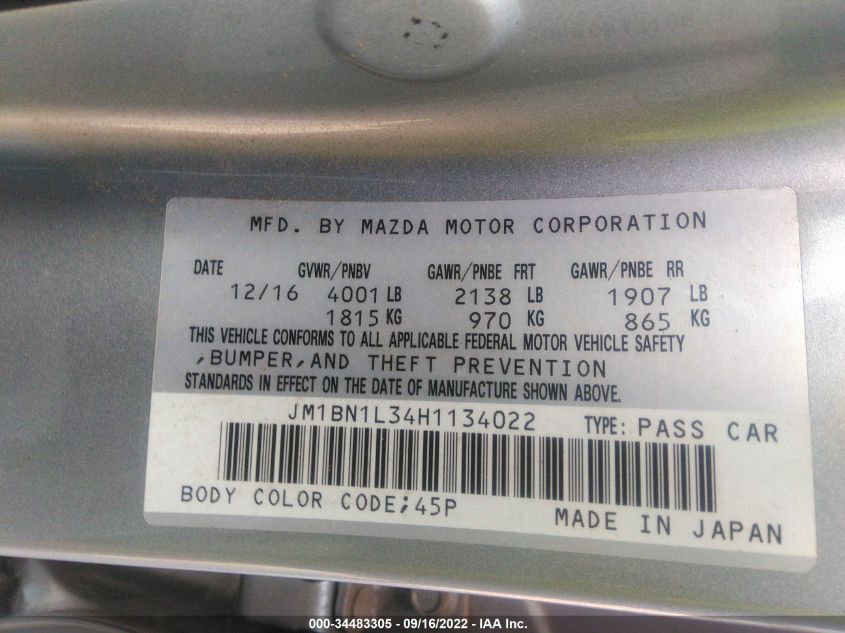 MFD. BY MAZDA MOTOR CORPORATION
DATE GVWR/PNBV GAWR/PNBE FRT GAWR/PNBE RR
12/16 4001 LB 2138 LB 1907 LB
1815 KG 970 KG 865 KG
THIS VEHICLE CONFORMS TO ALL APPLICABLE FEDERAL MOTOR VEHICLE SAFETY
,BUMPER,AND THEFT PREVENTION
STANDARDS IN EFFECT ON THE DATE OF MANUFACTURE SHOWN ABOVE.
JM1BN1L34H1134022 TYPE: PASS CAR
BODY COLOR CODE;45P
MADE IN JAPAN
000-34483305 - 09/16/2022 - IAA Inc.